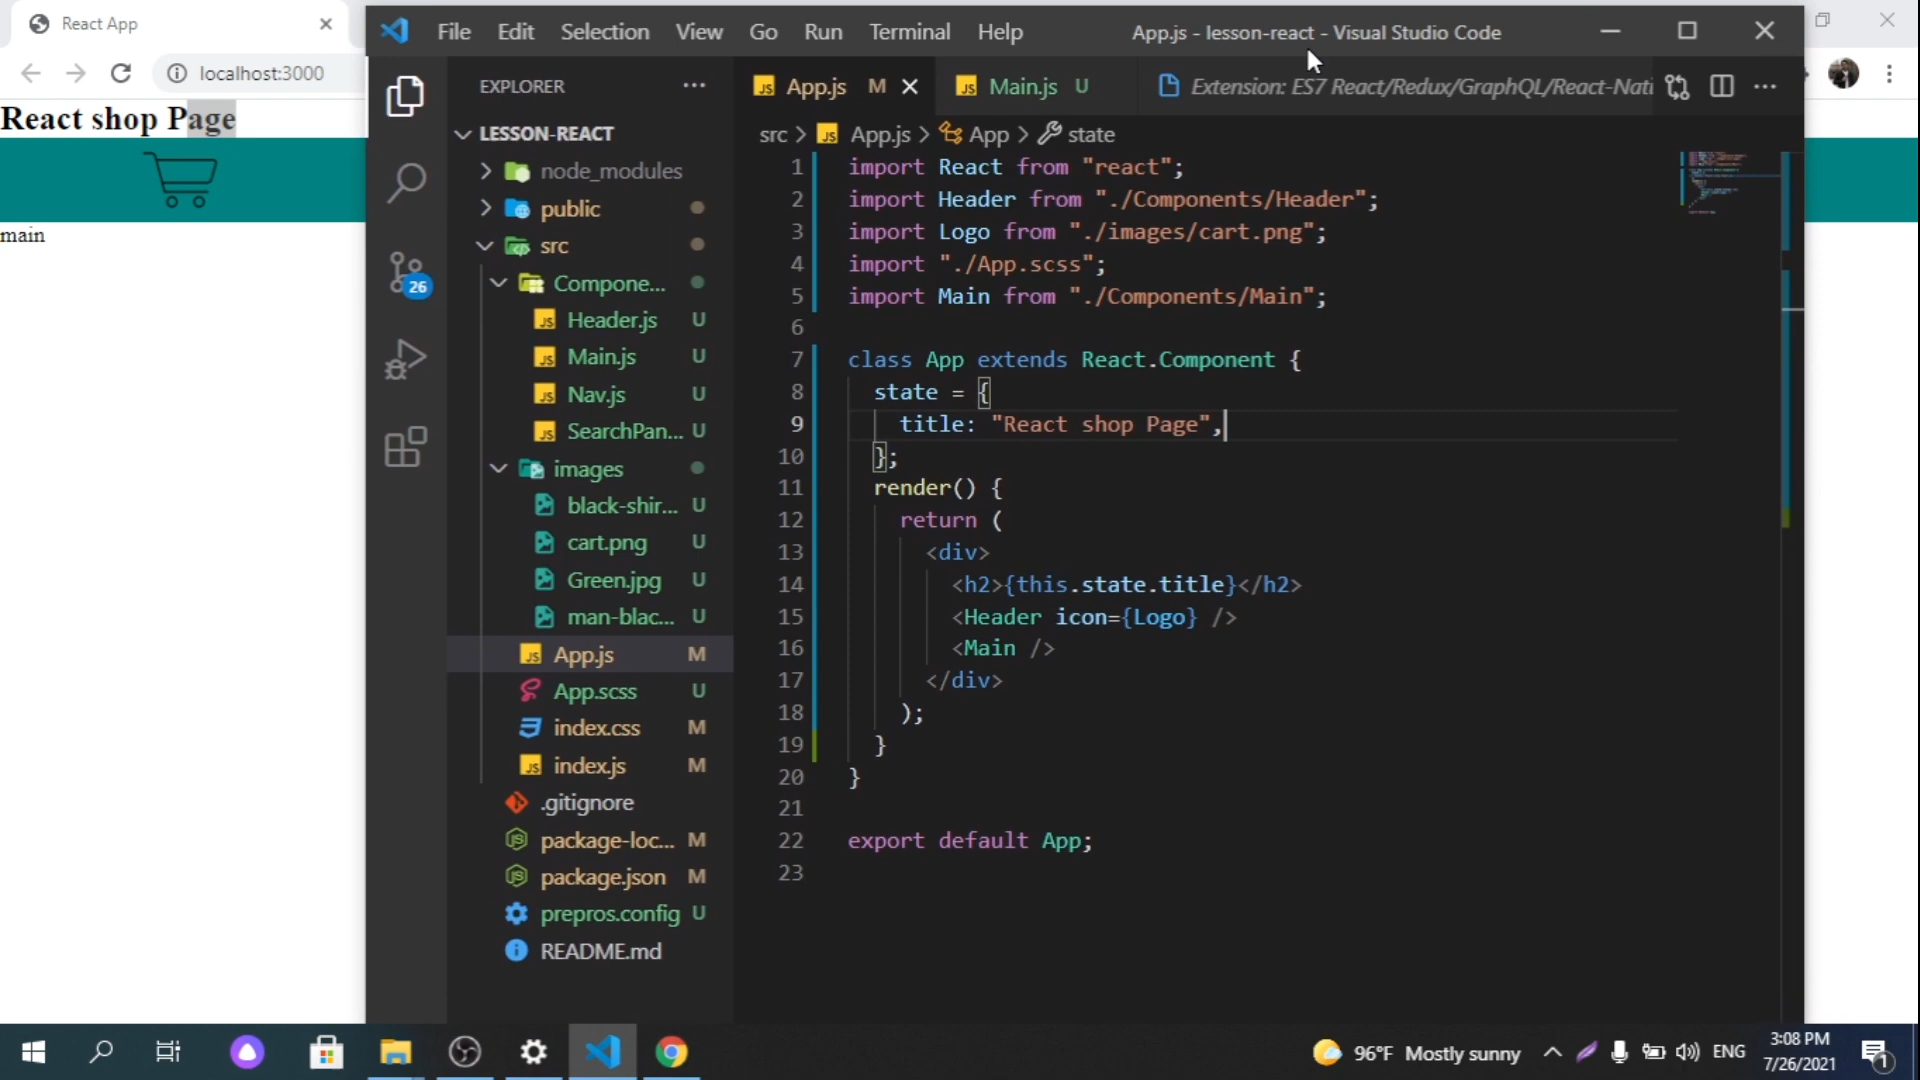 React App
localhost:3000
React shop Page
main
File Edit Selection View Go Run Terminal Help
App.js - lesson-react - Visual Studio Code
EXPLORER
LESSON-REACT
node_modules
public
src
Compone...
Header.js U
Main.js U
Nav.js U
SearchPan... U
images
black-shir... U
cart.png U
Green.jpg U
man-blac... U
App.js M
App.scss U
index.css M
index.js M
.gitignore
package-loc... M
package.json M
prepros.config U
README.md
26
App.js M
Main.js U
Extension: ES7 React/Redux/GraphQL/React-Nati
src > App.js > App > state
1 import React from "react";
2 import Header from "./Components/Header";
3 import Logo from "./images/cart.png";
4 import "./App.scss";
5 import Main from "./Components/Main";
6
7 class App extends React.Component {
8 state = {
9 title: "React shop Page",
10 };
11 render() {
12 return (
13 <div>
14 <h2>{this.state.title}</h2>
15 <Header icon={Logo} />
16 <Main />
17 </div>
18 );
19 }
20 }
21
22 export default App;
23
96°F Mostly sunny
ENG
3:08 PM
7/26/2021
1